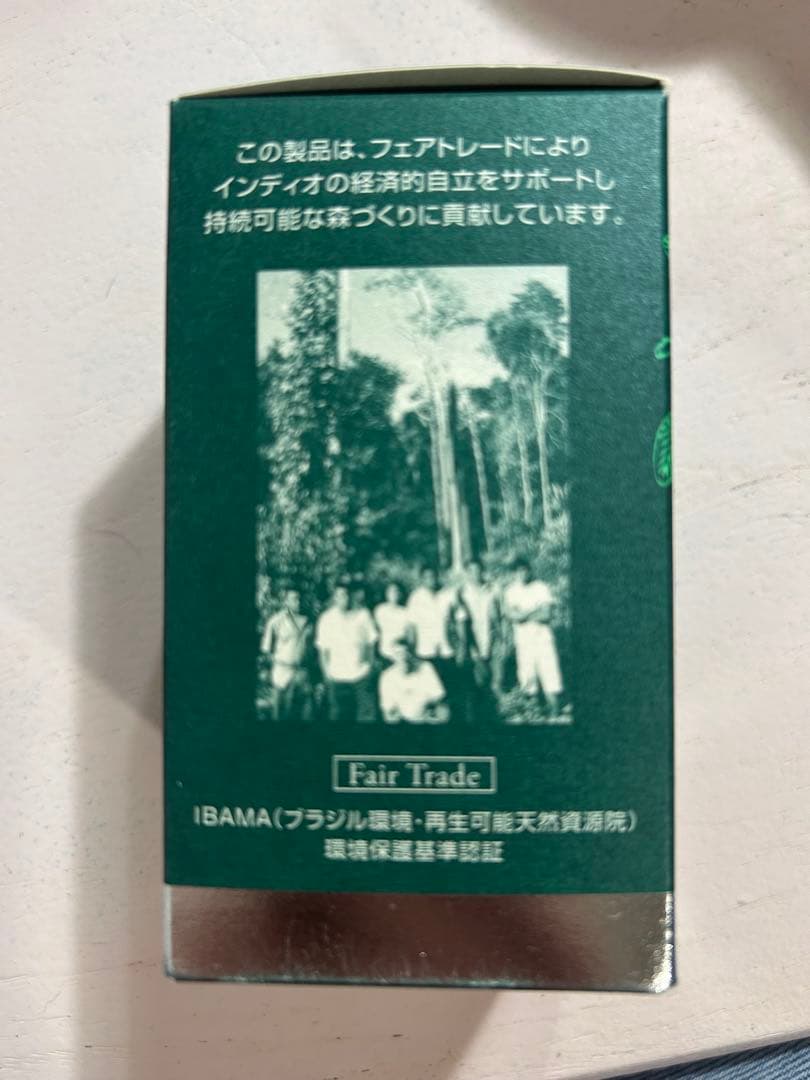 この製品は、フェアトレードにより
インディオの経済的自立をサポートし
持続可能な森づくりに貢献しています。
Fair Trade
IBAMA(ブラジル環境・再生可能天然資源院)
環境保護基準認証